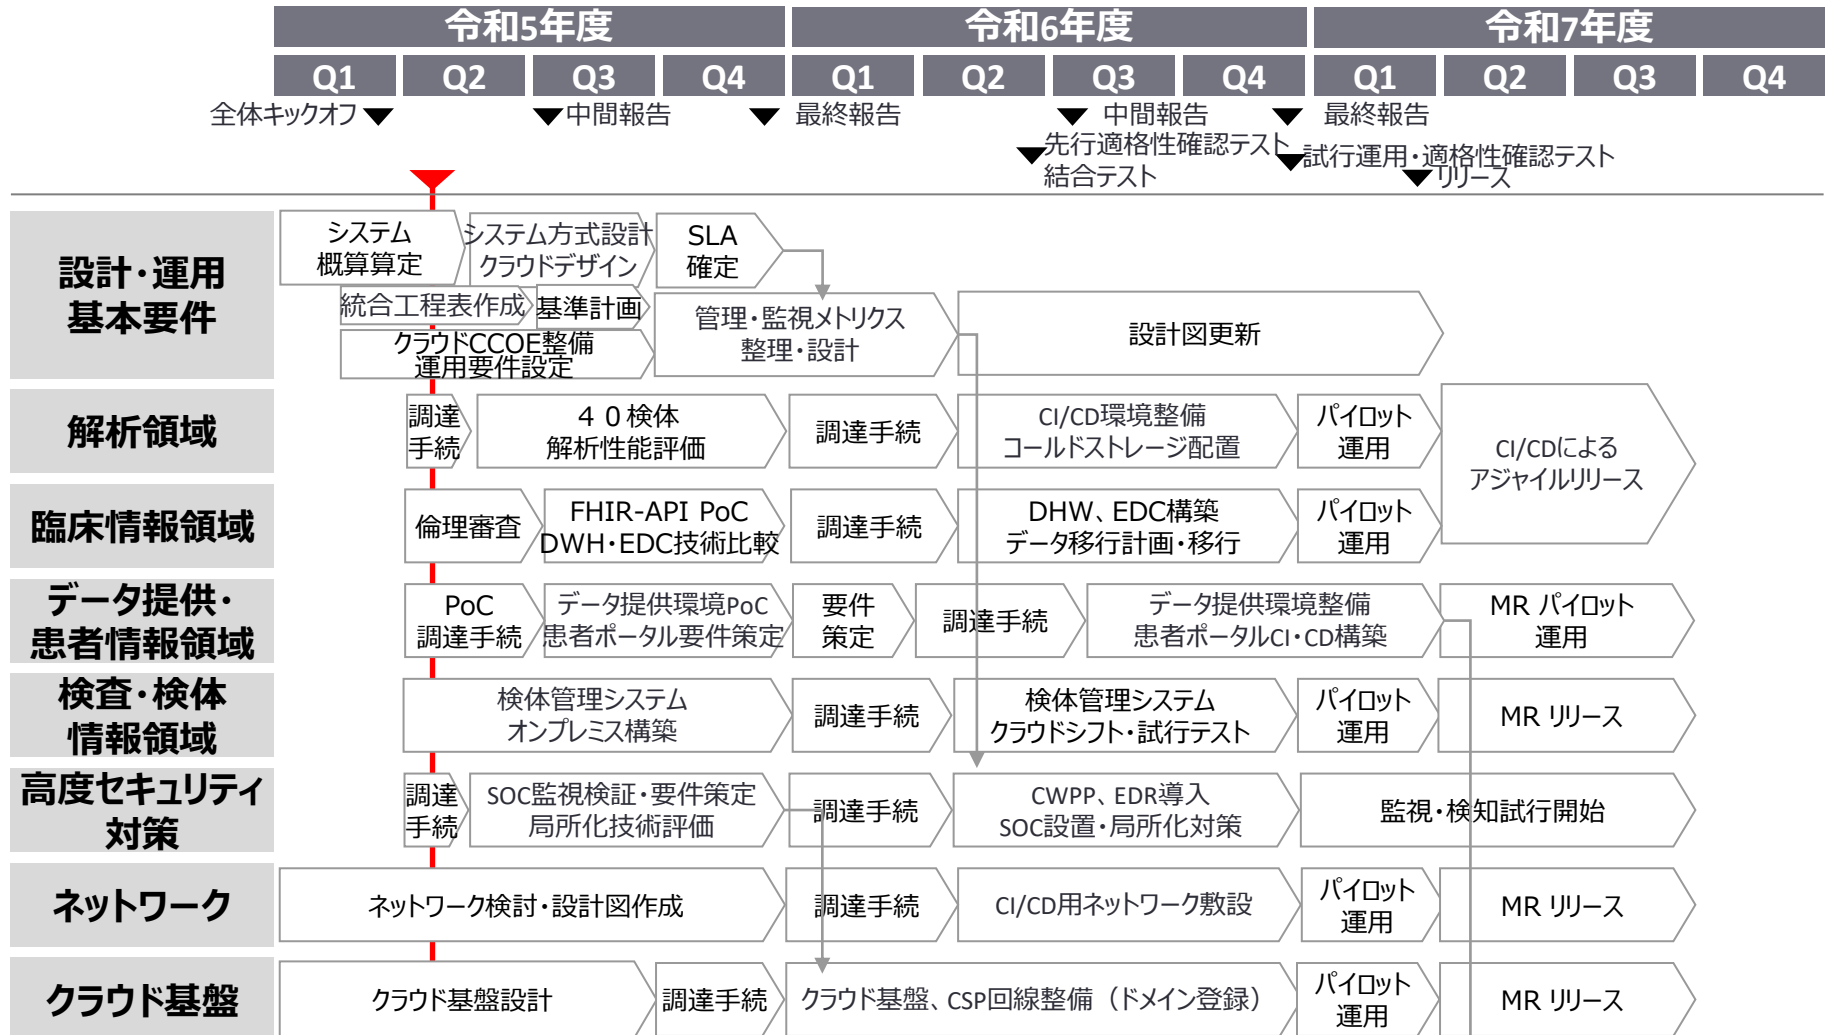 令和5年度
令和6年度
令和7年度
Q1
Q2
Q3
Q4
Q1
Q2
Q3
Q4
Q1
Q2
Q3
Q4
全体キックオフ
中間報告
最終報告
中間報告
最終報告
先行適格性確認テスト
結合テスト
試行運用・適格性確認テスト
リリース
設計・運用
基本要件
システム
概算算定
システム方式設計
クラウドデザイン
SLA
確定
統合工程表作成
基準計画
クラウドCCOE整備
運用要件設定
管理・監視メトリクス
整理・設計
設計図更新
解析領域
調達
手続
４０検体
解析性能評価
調達手続
CI/CD環境整備
コールドストレージ配置
パイロット
運用
CI/CDによる
アジャイルリリース
臨床情報領域
倫理審査
FHIR-API PoC
DWH・EDC技術比較
調達手続
DHW、EDC構築
データ移行計画・移行
パイロット
運用
データ提供・
患者情報領域
PoC
調達手続
データ提供環境PoC
患者ポータル要件策定
要件
策定
調達手続
データ提供環境整備
患者ポータルCI・CD構築
MR パイロット
運用
検査・検体
情報領域
検体管理システム
オンプレミス構築
調達手続
検体管理システム
クラウドシフト・試行テスト
パイロット
運用
MR リリース
高度セキュリティ
対策
調達
手続
SOC監視検証・要件策定
局所化技術評価
調達手続
CWPP、EDR導入
SOC設置・局所化対策
監視・検知試行開始
ネットワーク
ネットワーク検討・設計図作成
調達手続
CI/CD用ネットワーク敷設
パイロット
運用
MR リリース
クラウド基盤
クラウド基盤設計
調達手続
クラウド基盤、CSP回線整備（ドメイン登録）
パイロット
運用
MR リリース